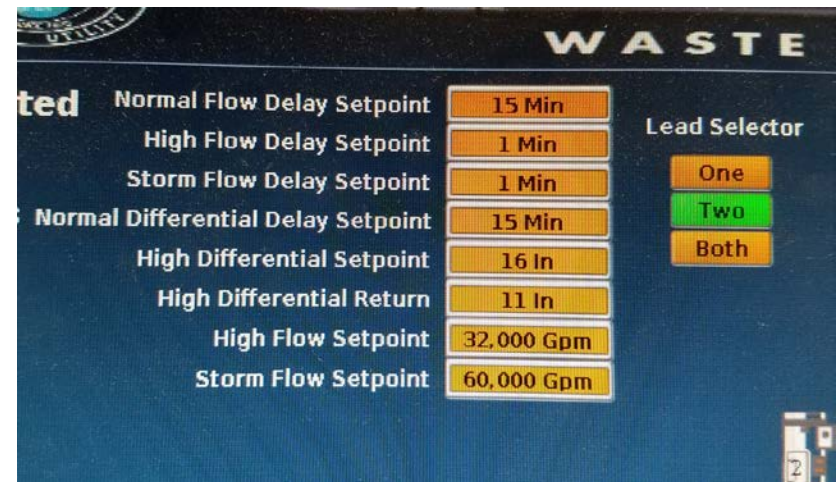 UTILITY
WASTE
ted
Normal Flow Delay Setpoint 15 Min
High Flow Delay Setpoint 1 Min
Storm Flow Delay Setpoint 1 Min
Normal Differential Delay Setpoint 15 Min
High Differential Setpoint 16 In
High Differential Return 11 In
High Flow Setpoint 32,000 Gpm
Storm Flow Setpoint 60,000 Gpm
Lead Selector
One
Two
Both
2